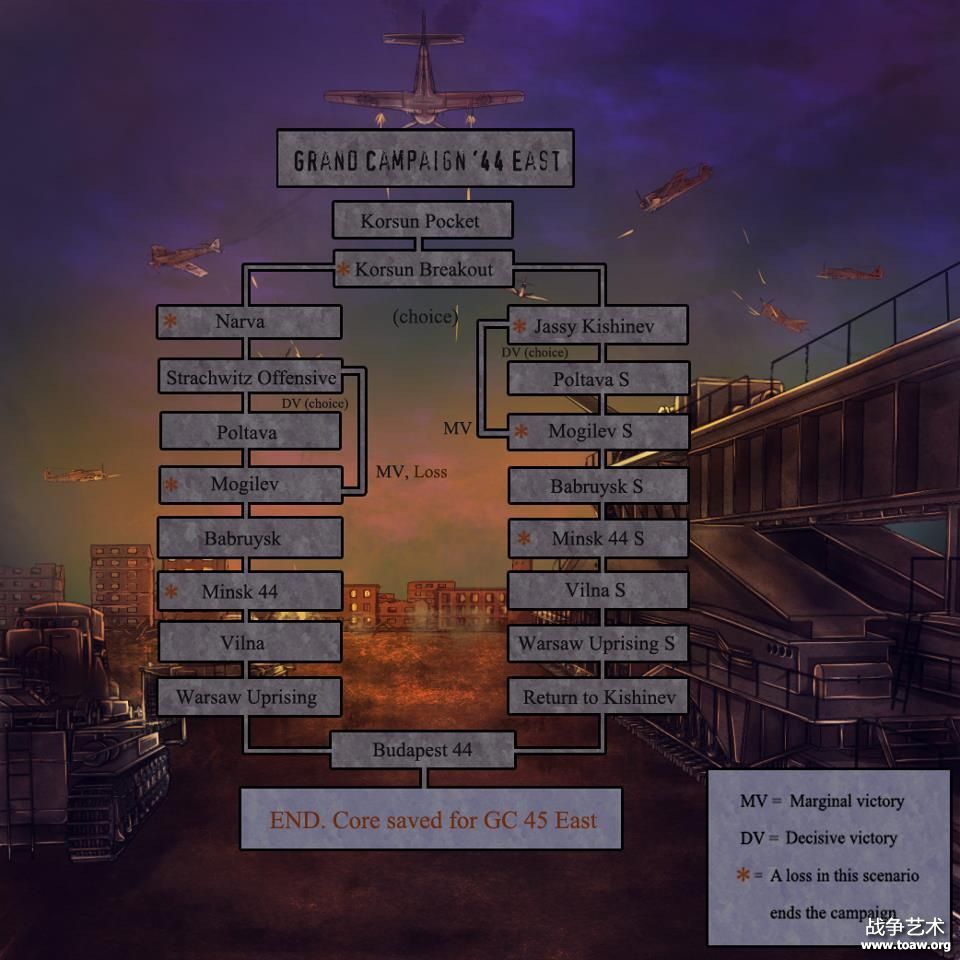 GRAND CAMPAIGN '44 EAST
Korsun Pocket
* Korsun Breakout
(choice)
* Narva
Strachwitz Offensive
DV (choice)
Poltava
MV, Loss
* Mogilev
Babruysk
* Minsk 44
Vilna
Warsaw Uprising
* Jassy Kishinev
DV (choice)
Poltava S
MV
* Mogilev S
Babruysk S
* Minsk 44 S
Vilna S
Warsaw Uprising S
Return to Kishinev
Budapest 44
END. Core saved for GC 45 East
MV = Marginal victory
DV = Decisive victory
* = A loss in this scenario
ends the campaign
战争艺术
www.toaw.org